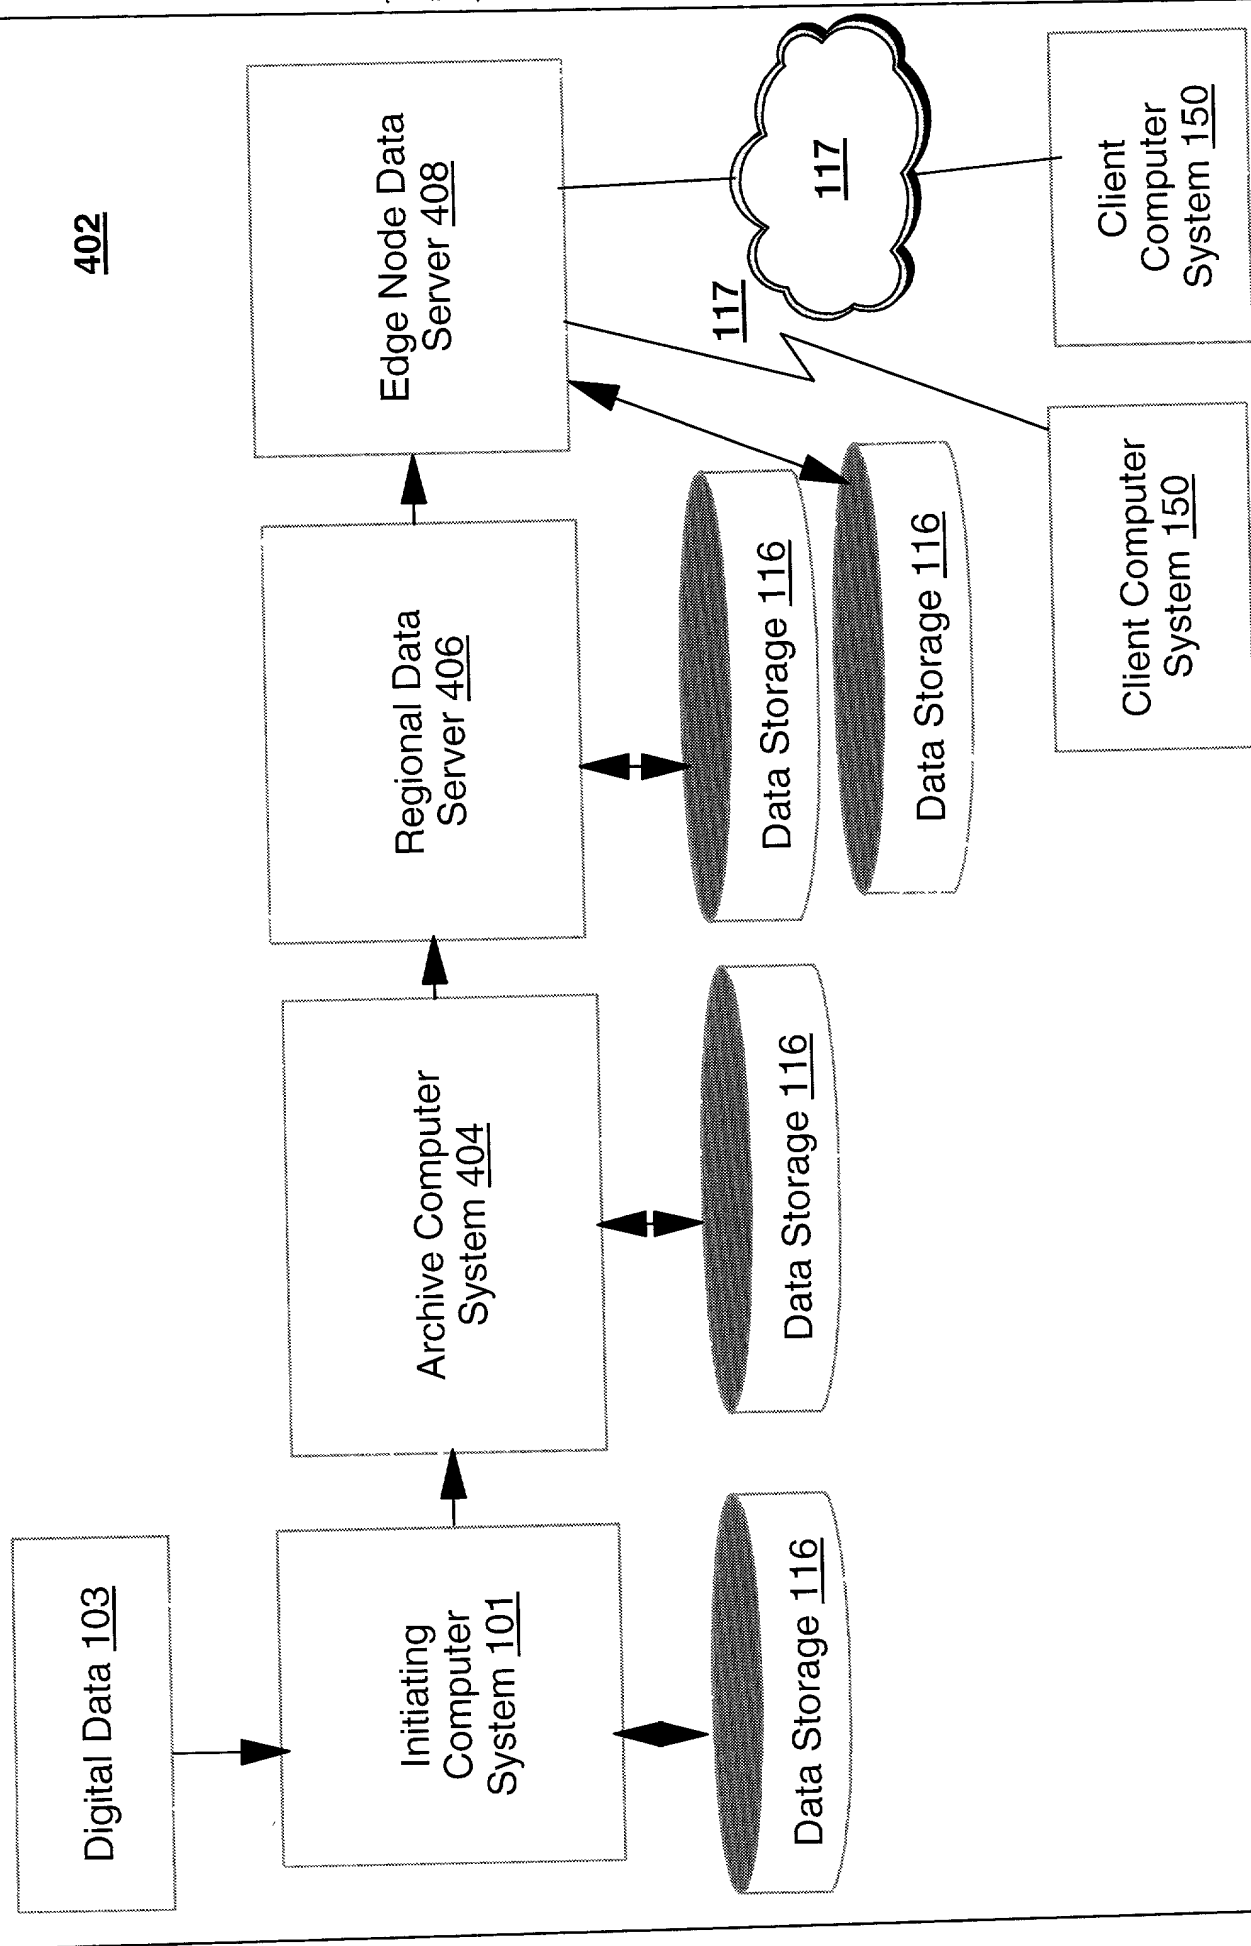 402
Digital Data 103
Initiating
Computer
System 101
Archive Computer
System 404
Regional Data
Server 406
Edge Node Data
Server 408
Data Storage 116
Data Storage 116
Data Storage 116
Data Storage 116
117
117
Client Computer
System 150
Client
Computer
System 150